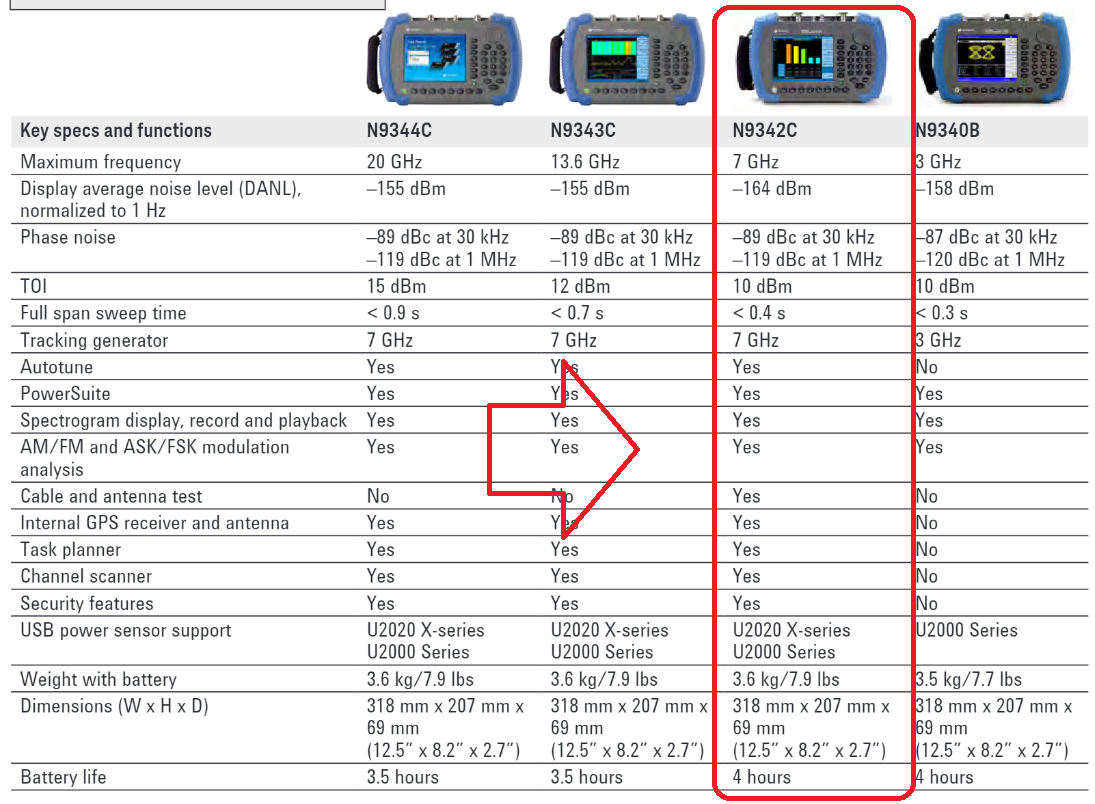 Key specs and functions N9344C N9343C N9342C N9340B
Maximum frequency 20 GHz 13.6 GHz 7 GHz 3 GHz
Display average noise level (DANL), –155 dBm –155 dBm –164 dBm –158 dBm
normalized to 1 Hz
Phase noise –89 dBc at 30 kHz –89 dBc at 30 kHz –89 dBc at 30 kHz –87 dBc at 30 kHz
–119 dBc at 1 MHz –119 dBc at 1 MHz –119 dBc at 1 MHz –120 dBc at 1 MHz
TOI 15 dBm 12 dBm 10 dBm 10 dBm
Full span sweep time < 0.9 s < 0.7 s < 0.4 s < 0.3 s
Tracking generator 7 GHz 7 GHz 7 GHz 3 GHz
Autotune Yes Yes Yes No
PowerSuite Yes Yes Yes Yes
Spectrogram display, record and playback Yes Yes Yes Yes
AM/FM and ASK/FSK modulation Yes Yes Yes Yes
analysis
Cable and antenna test No No Yes No
Internal GPS receiver and antenna Yes Yes Yes No
Task planner Yes Yes Yes No
Channel scanner Yes Yes Yes No
Security features Yes Yes Yes No
USB power sensor support U2020 X-series U2020 X-series U2020 X-series U2000 Series
U2000 Series U2000 Series U2000 Series
Weight with battery 3.6 kg/7.9 lbs 3.6 kg/7.9 lbs 3.6 kg/7.9 lbs 3.5 kg/7.7 lbs
Dimensions (W x H x D) 318 mm x 207 mm x 318 mm x 207 mm x 318 mm x 207 mm x 318 mm x 207 mm x
69 mm 69 mm 69 mm 69 mm
(12.5” x 8.2” x 2.7”) (12.5” x 8.2” x 2.7”) (12.5” x 8.2” x 2.7”) (12.5” x 8.2” x 2.7”)
Battery life 3.5 hours 3.5 hours 4 hours 4 hours